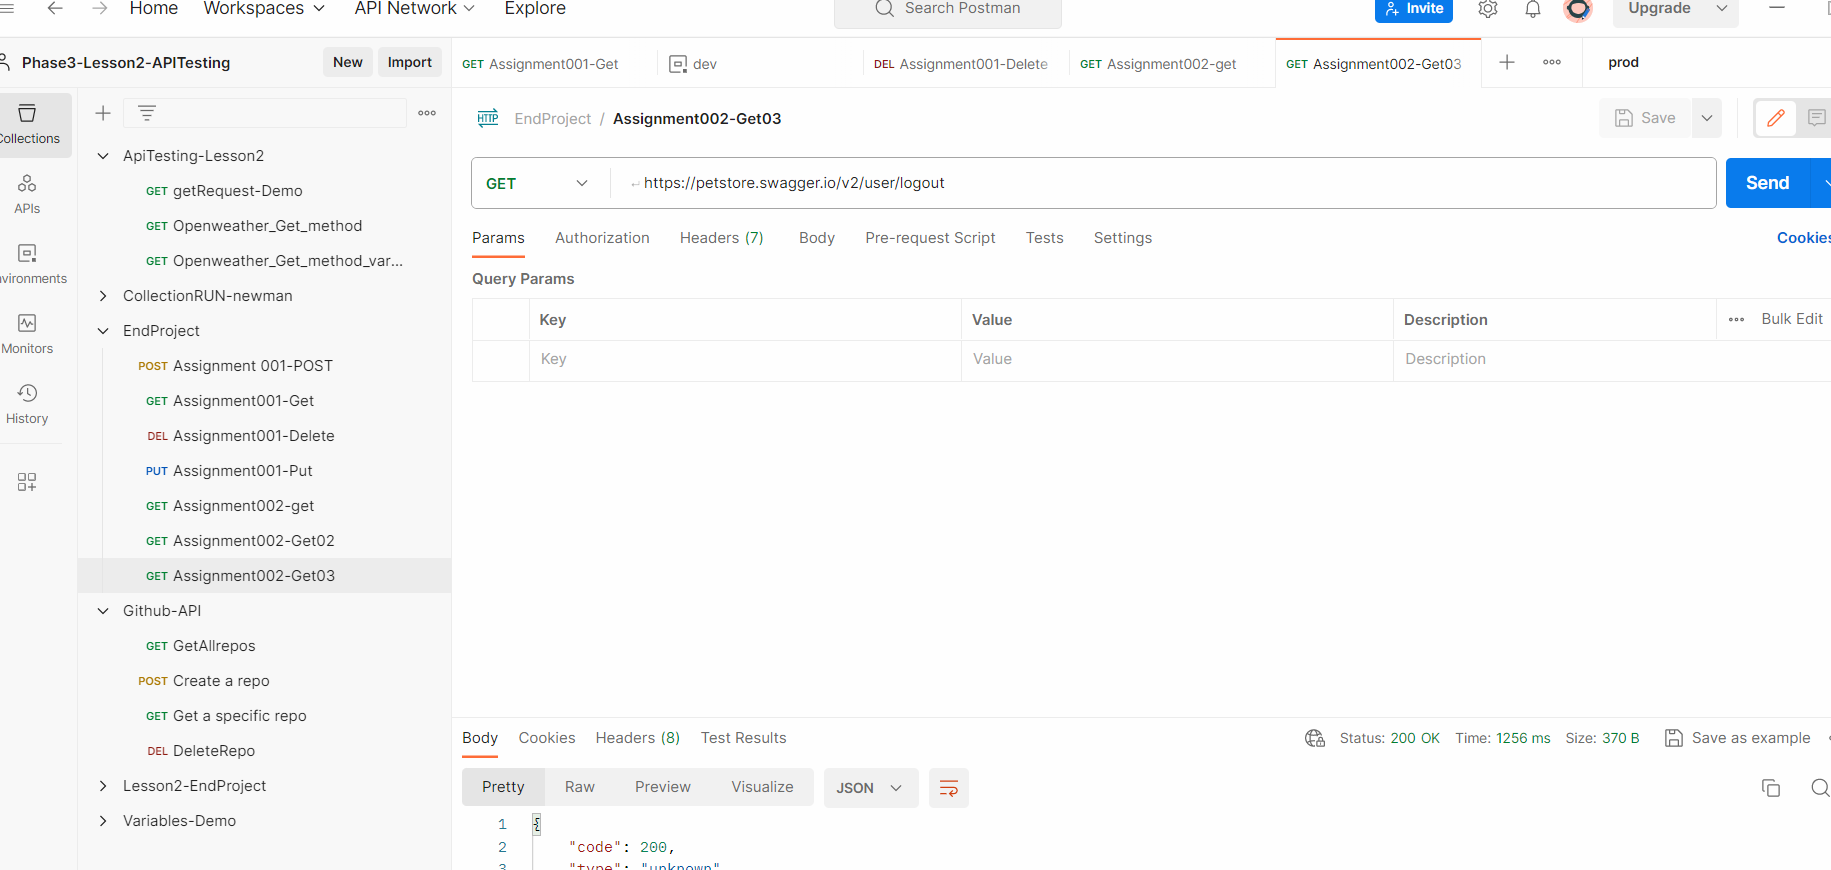 Home Workspaces API Network Explore Search Postman Invite Upgrade
Phase3-Lesson2-APITesting New Import GET Assignment001-Get dev DEL Assignment001-Delete GET Assignment002-get GET Assignment002-Get03 prod
HTTP EndProject / Assignment002-Get03 Save
Collections
APIs
vironments
Monitors
History
ApiTesting-Lesson2
GET getRequest-Demo
GET Openweather_Get_method
GET Openweather_Get_method_var...
CollectionRUN-newman
EndProject
POST Assignment 001-POST
GET Assignment001-Get
DEL Assignment001-Delete
PUT Assignment001-Put
GET Assignment002-get
GET Assignment002-Get02
GET Assignment002-Get03
Github-API
GET GetAllrepos
POST Create a repo
GET Get a specific repo
DEL DeleteRepo
Lesson2-EndProject
Variables-Demo
GET https://petstore.swagger.io/v2/user/logout Send
Params Authorization Headers (7) Body Pre-request Script Tests Settings Cookies
Query Params
Key Value Description Bulk Edit
Key Value Description
Body Cookies Headers (8) Test Results Status: 200 OK Time: 1256 ms Size: 370 B Save as example
Pretty Raw Preview Visualize JSON
1 {
2 "code": 200,
3 "type": "unknown"